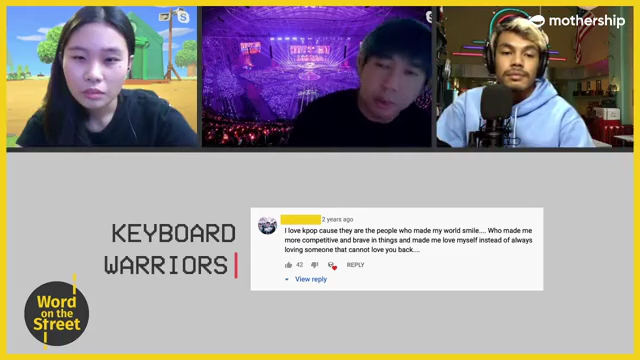 mothership
KEYBOARD
WARRIORS
2 years ago
I love kpop cause they are the people who made my world smile.... Who made me
more competitive and brave in things and made me love myself instead of always
loving someone that cannot love you back....
42
REPLY
View reply
Word
on the
Street